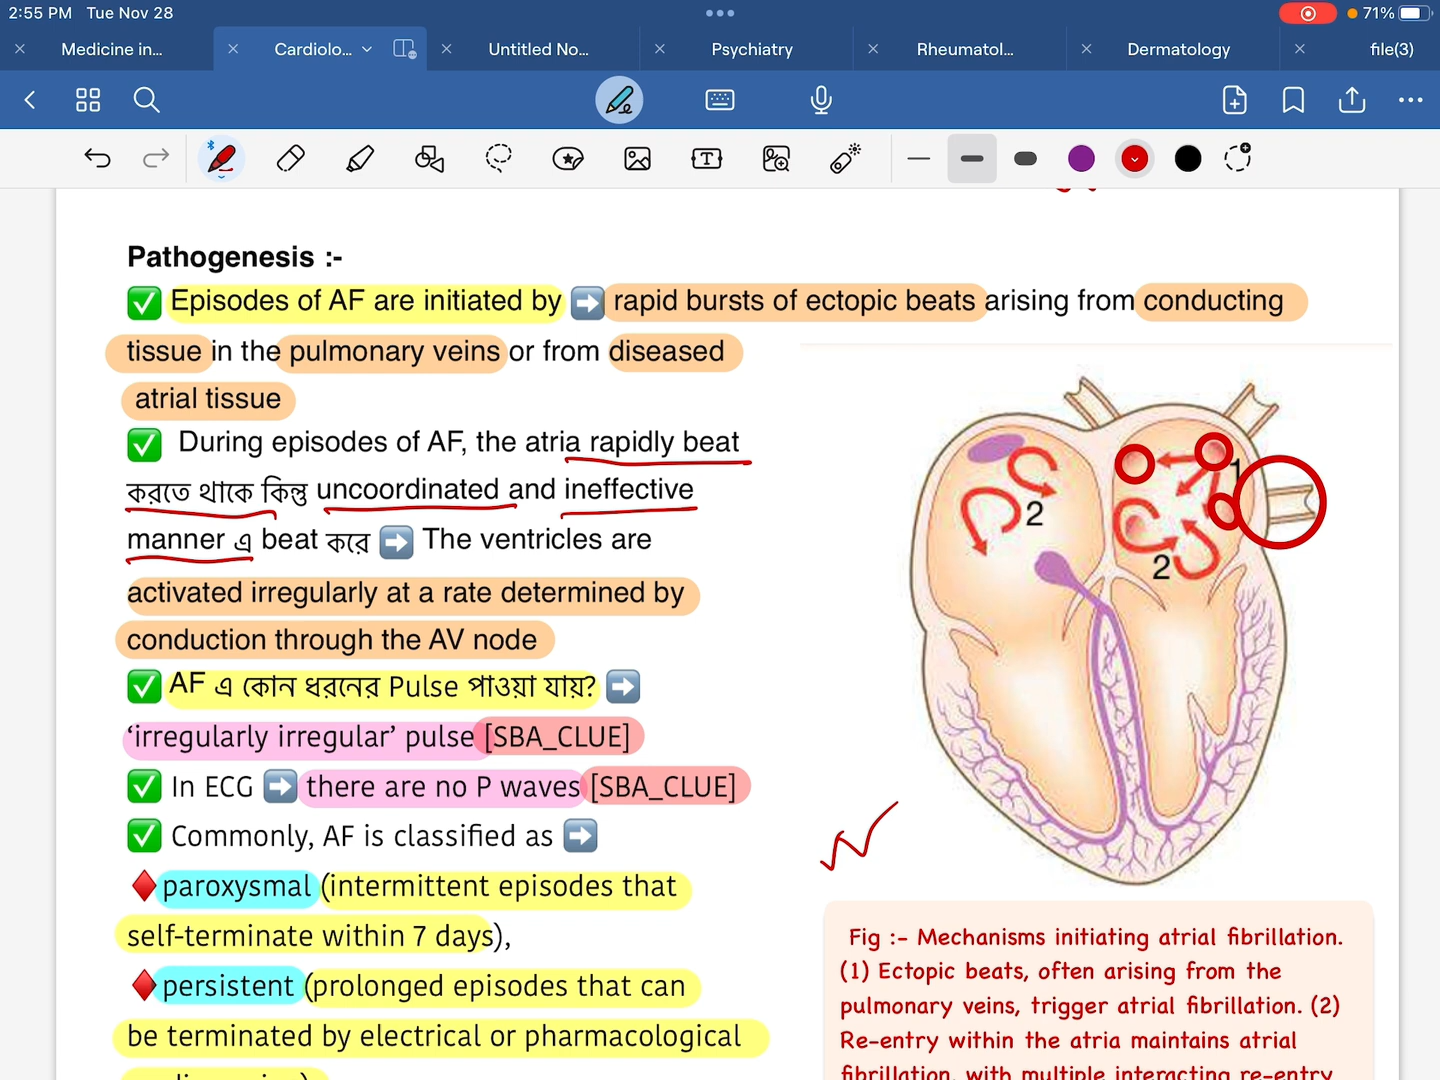 2:55 PM Tue Nov 28
71%
Medicine in...
Cardiolo...
Untitled No...
Psychiatry
Rheumatol...
Dermatology
file(3)
Pathogenesis :-
✅ Episodes of AF are initiated by ➡️ rapid bursts of ectopic beats arising from conducting
tissue in the pulmonary veins or from diseased
atrial tissue
✅ During episodes of AF, the atria rapidly beat
করতে থাকে কিন্তু uncoordinated and ineffective
manner এ beat করে ➡️ The ventricles are
activated irregularly at a rate determined by
conduction through the AV node
✅ AF এ কোন ধরনের Pulse পাওয়া যায়? ➡️
‘irregularly irregular’ pulse [SBA_CLUE]
✅ In ECG ➡️ there are no P waves [SBA_CLUE]
✅ Commonly, AF is classified as ➡️
♦️paroxysmal (intermittent episodes that
self-terminate within 7 days),
♦️persistent (prolonged episodes that can
be terminated by electrical or pharmacological
1
2
2
Fig :- Mechanisms initiating atrial fibrillation.
(1) Ectopic beats, often arising from the
pulmonary veins, trigger atrial fibrillation. (2)
Re-entry within the atria maintains atrial
fibrillation, with multiple interacting re-entry